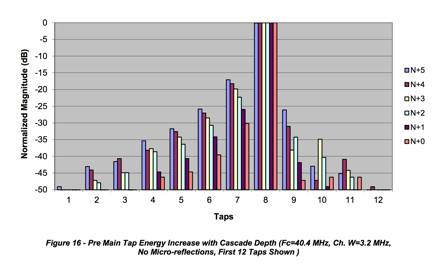 0
-5
-10
-15
-20
-25
-30
-35
-40
-45
-50
Normalized Magnitude (dB)
1 2 3 4 5 6 7 8 9 10 11 12
Taps
N+5
N+4
N+3
N+2
N+1
N+0
Figure 16 - Pre Main Tap Energy Increase with Cascade Depth (Fc=40.4 MHz, Ch. W=3.2 MHz,
No Micro-reflections, First 12 Taps Shown )